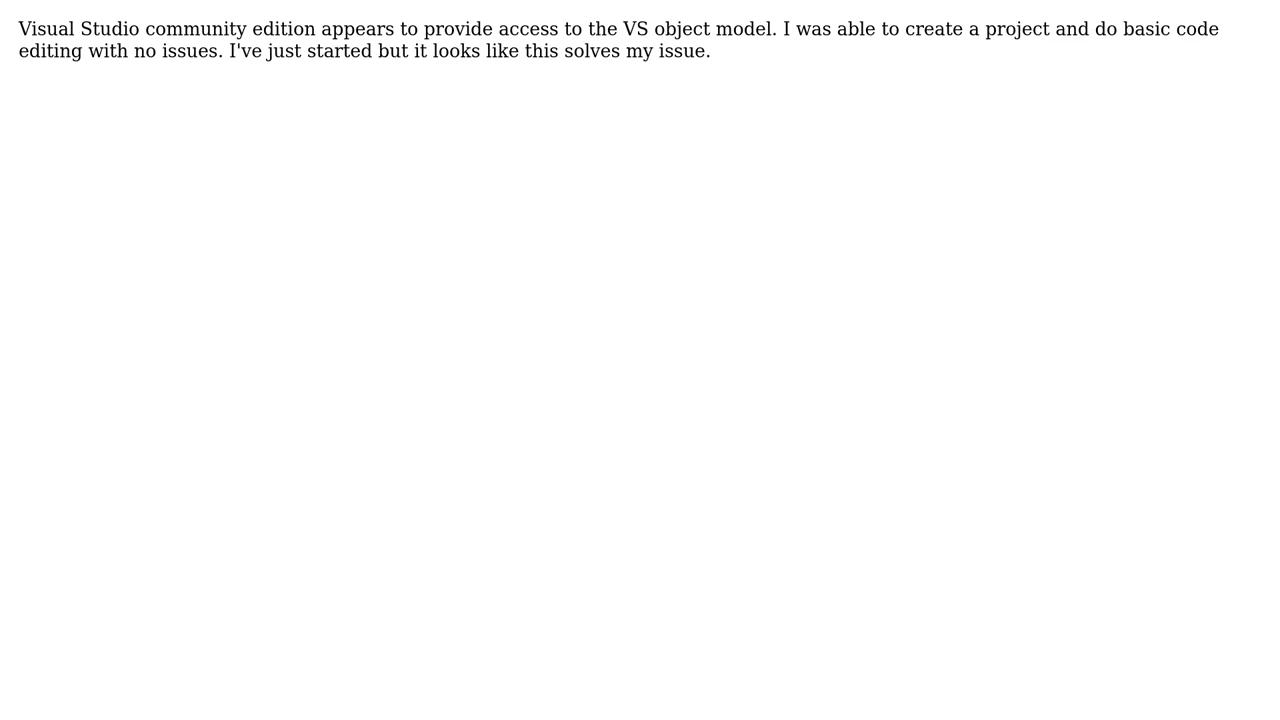 Visual Studio community edition appears to provide access to the VS object model. I was able to create a project and do basic code
editing with no issues. I've just started but it looks like this solves my issue.